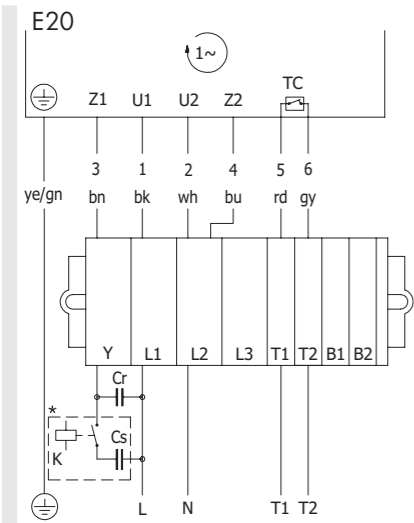 E20
1~
TC
Z1 U1 U2 Z2
3 1 2 4 5 6
ye/gn bn bk wh bu rd gy
Y L1 L2 L3 T1 T2 B1 B2
Cr
*
Cs
K
L N T1 T2